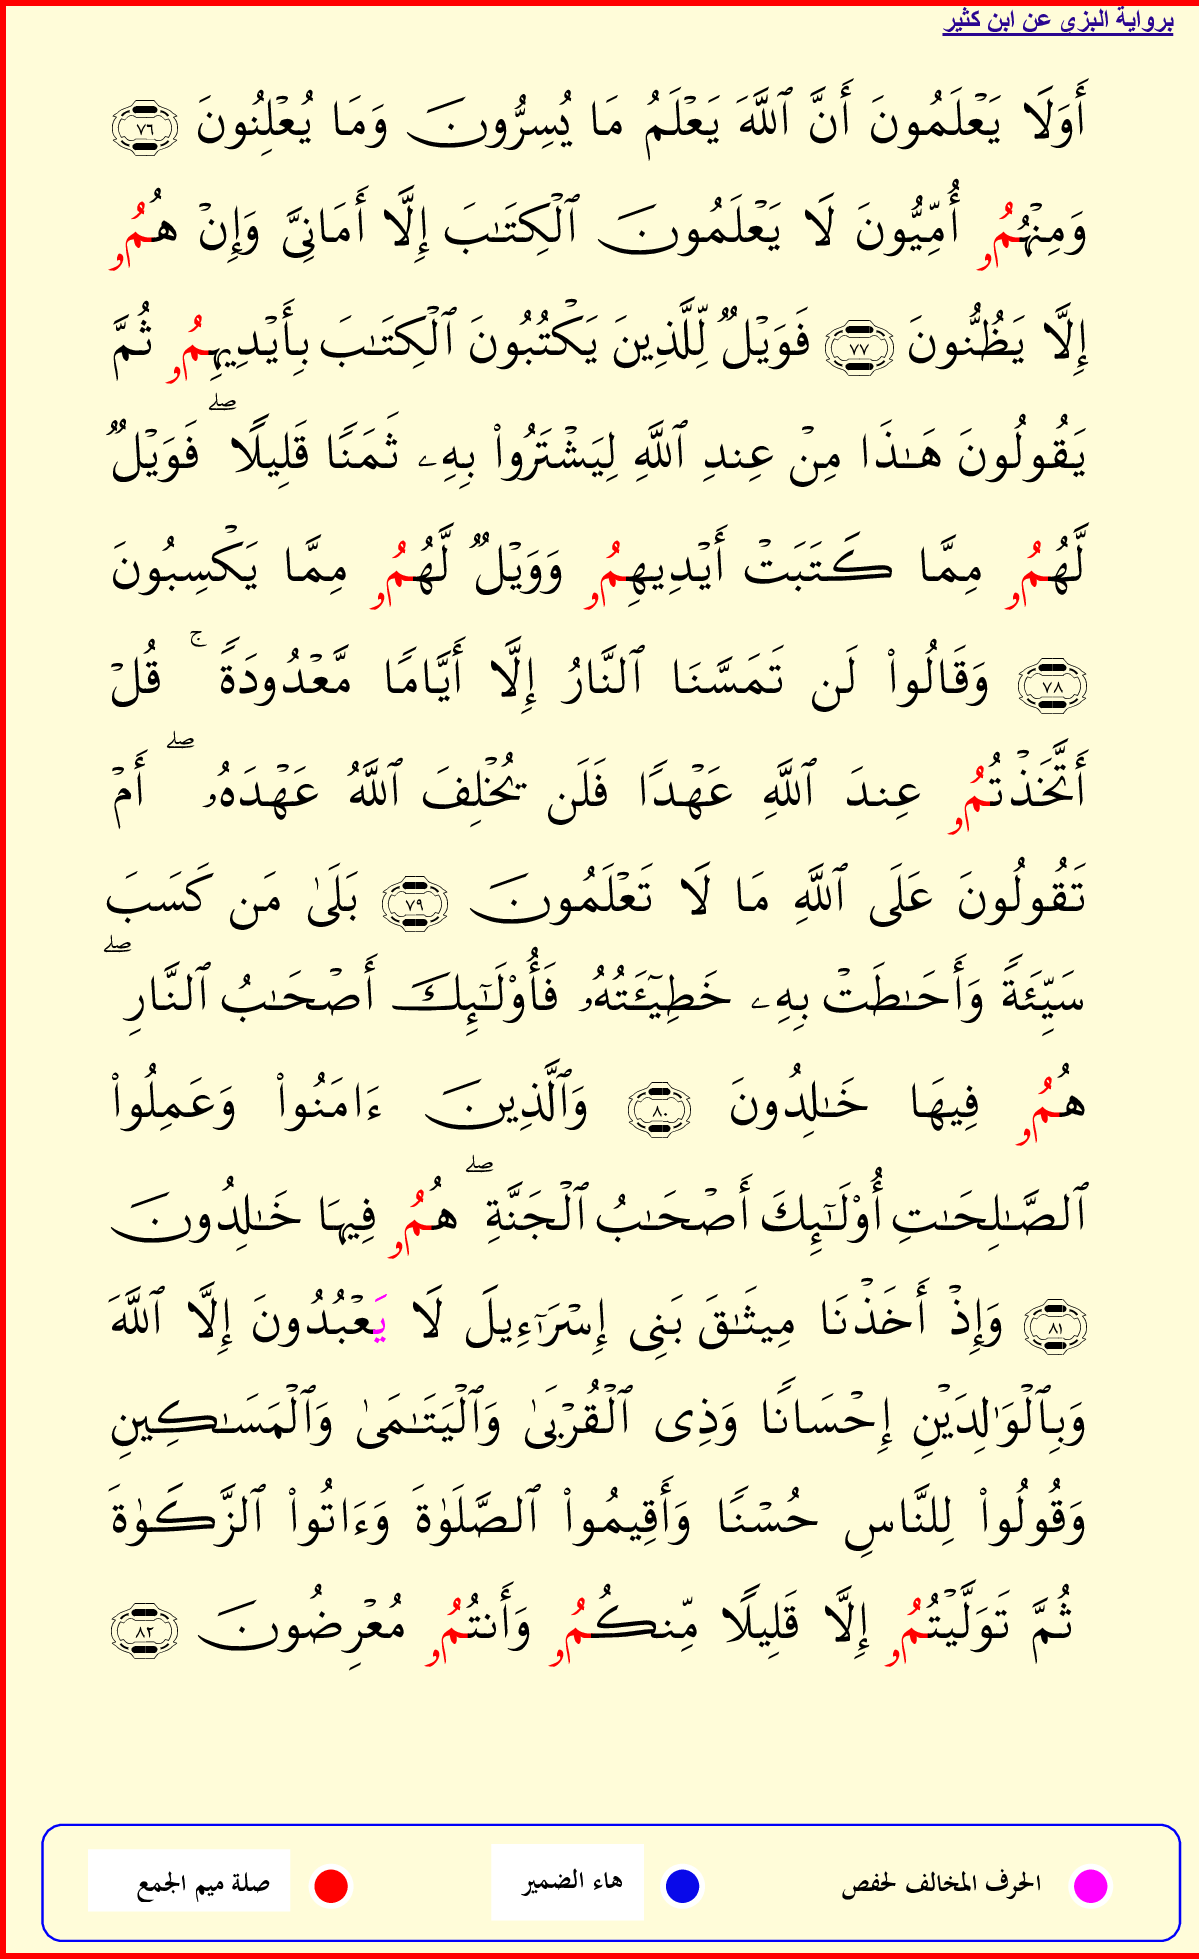 برواية البزي عن ابن كثير
أَوَلَا يَعْلَمُونَ أَنَّ ٱللَّهَ يَعْلَمُ مَا يُسِرُّونَ وَمَا يُعْلِنُونَ ٧٦
وَمِنْهُمُۥ أُمِّيُّونَ لَا يَعْلَمُونَ ٱلْكِتَـٰبَ إِلَّا أَمَانِىَّ وَإِنْ هُمُۥ
إِلَّا يَظُنُّونَ ٧٧ فَوَيْلٌ لِّلَّذِينَ يَكْتُبُونَ ٱلْكِتَـٰبَ بِأَيْدِيهِمُۥ ثُمَّ
يَقُولُونَ هَـٰذَا مِنْ عِندِ ٱللَّهِ لِيَشْتَرُوا۟ بِهِۦ ثَمَنًا قَلِيلًا ۖ فَوَيْلٌ
لَّهُمُۥ مِمَّا كَتَبَتْ أَيْدِيهِمُۥ وَوَيْلٌ لَّهُمُۥ مِمَّا يَكْسِبُونَ
٧٨ وَقَالُوا۟ لَن تَمَسَّنَا ٱلنَّارُ إِلَّا أَيَّامًا مَّعْدُودَةً ۚ قُلْ
أَتَّخَذْتُمُۥ عِندَ ٱللَّهِ عَهْدًا فَلَن يُخْلِفَ ٱللَّهُ عَهْدَهُۥ ۖ أَمْ
تَقُولُونَ عَلَى ٱللَّهِ مَا لَا تَعْلَمُونَ ٧٩ بَلَىٰ مَن كَسَبَ
سَيِّئَةً وَأَحَـٰطَتْ بِهِۦ خَطِيٓـَٔتُهُۥ فَأُو۟لَـٰٓئِكَ أَصْحَـٰبُ ٱلنَّارِ ۖ
هُمُۥ فِيهَا خَـٰلِدُونَ ٨٠ وَٱلَّذِينَ ءَامَنُوا۟ وَعَمِلُوا۟
ٱلصَّـٰلِحَـٰتِ أُو۟لَـٰٓئِكَ أَصْحَـٰبُ ٱلْجَنَّةِ ۖ هُمُۥ فِيهَا خَـٰلِدُونَ
٨١ وَإِذْ أَخَذْنَا مِيثَـٰقَ بَنِى إِسْرَٰٓءِيلَ لَا يَعْبُدُونَ إِلَّا ٱللَّهَ
وَبِٱلْوَٰلِدَيْنِ إِحْسَانًا وَذِى ٱلْقُرْبَىٰ وَٱلْيَتَـٰمَىٰ وَٱلْمَسَـٰكِينِ
وَقُولُوا۟ لِلنَّاسِ حُسْنًا وَأَقِيمُوا۟ ٱلصَّلَوٰةَ وَءَاتُوا۟ ٱلزَّكَوٰةَ
ثُمَّ تَوَلَّيْتُمُۥ إِلَّا قَلِيلًا مِّنكُمُۥ وَأَنتُمُۥ مُعْرِضُونَ ٨٢
الحرف المخالف لحفص هاء الضمير صلة ميم الجمع